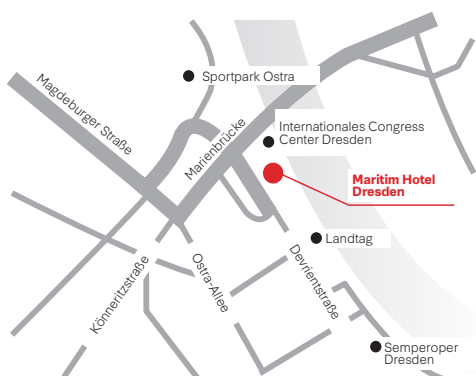 Sportpark Ostra
Magdeburger Straße
Marienbrücke
Internationales Congress
Center Dresden
Maritim Hotel
Dresden
Landtag
Könneritzstraße
Ostra-Allee
Devrientstraße
Semperoper
Dresden